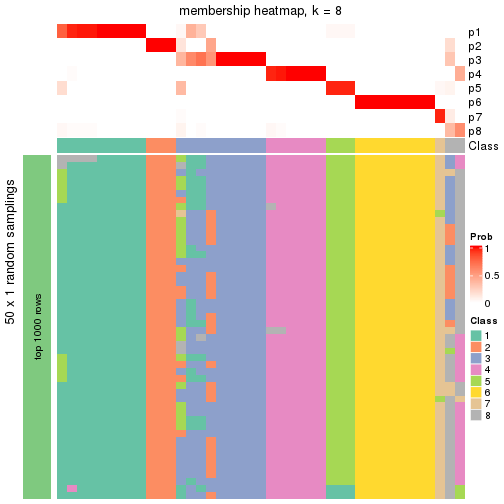 membership heatmap, k = 8
p1
p2
p3
p4
p5
p6
p7
p8
Class
50 x 1 random samplings
top 1000 rows
Prob
1
0.5
0
Class
1
2
3
4
5
6
7
8